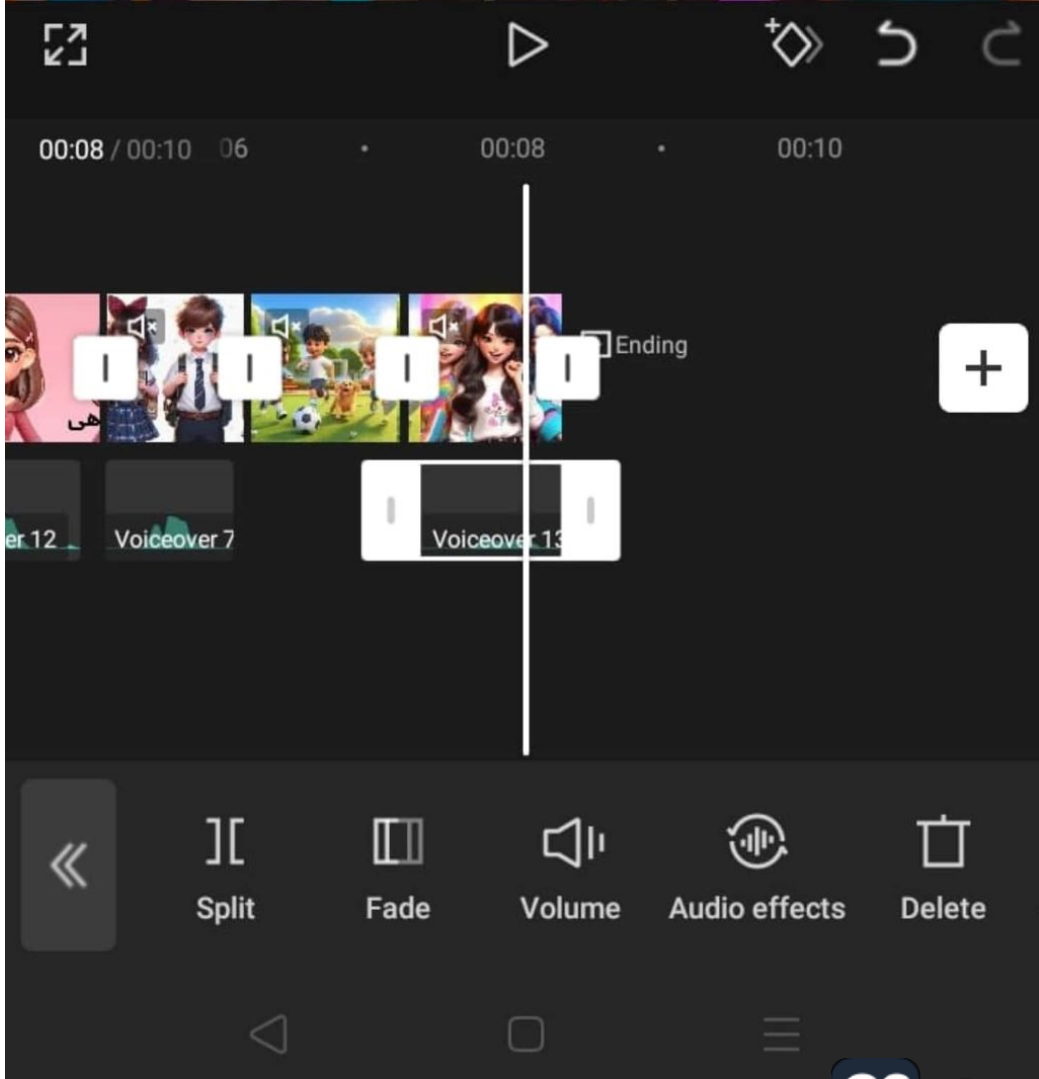 00:08 / 00:10 06 00:08 00:10
هی
Ending
er 12 Voiceover 7 Voiceover 13
Split Fade Volume Audio effects Delete